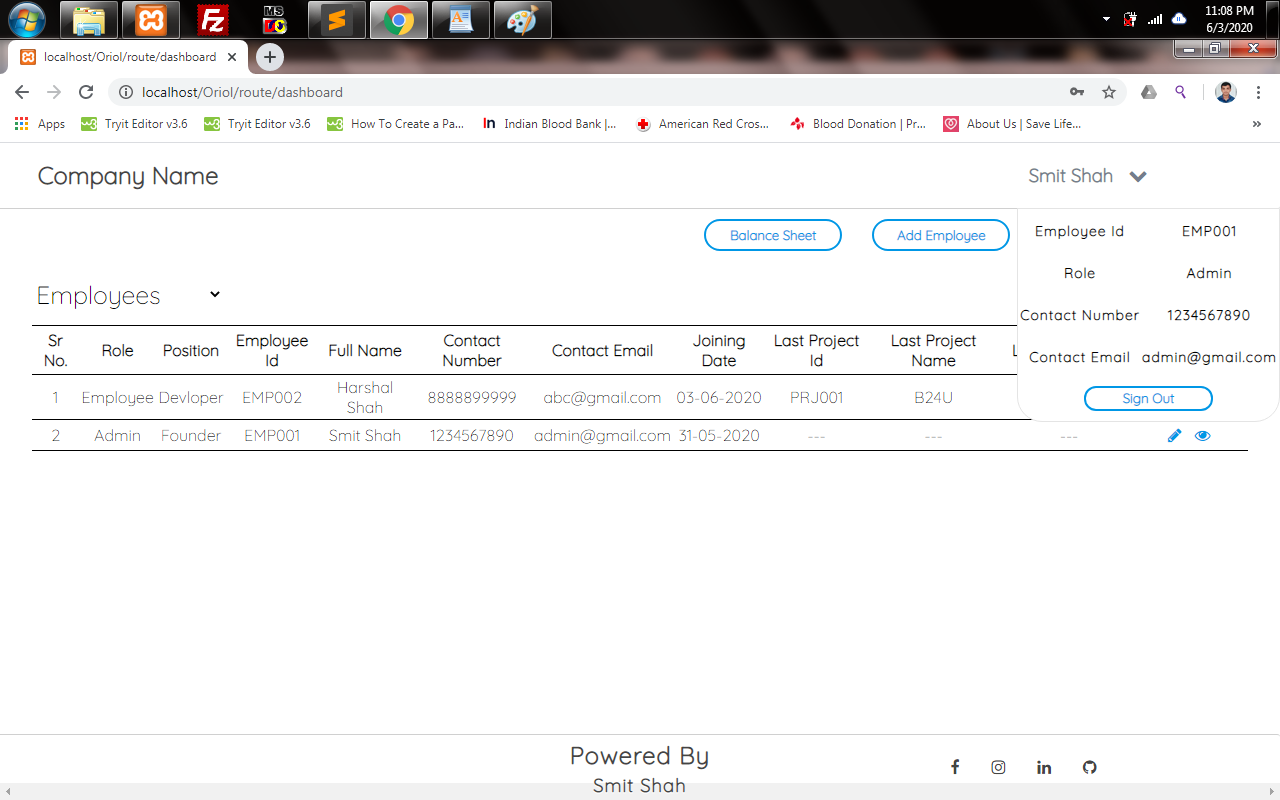 MS
11:08 PM
6/3/2020
localhost/Oriol/route/dashboard
localhost/Oriol/route/dashboard
Apps Tryit Editor v3.6 Tryit Editor v3.6 How To Create a Pa... Indian Blood Bank |... American Red Cros... Blood Donation | Pr... About Us | Save Life...
Company Name
Smit Shah
Balance Sheet Add Employee
Employee Id EMP001
Role Admin
Contact Number 1234567890
Contact Email admin@gmail.com
Sign Out
Employees
Sr No. Role Position Employee Id Full Name Contact Number Contact Email Joining Date Last Project Id Last Project Name
1 Employee Devloper EMP002 Harshal Shah 8888899999 abc@gmail.com 03-06-2020 PRJ001 B24U
2 Admin Founder EMP001 Smit Shah 1234567890 admin@gmail.com 31-05-2020 --- --- ---
Powered By
Smit Shah